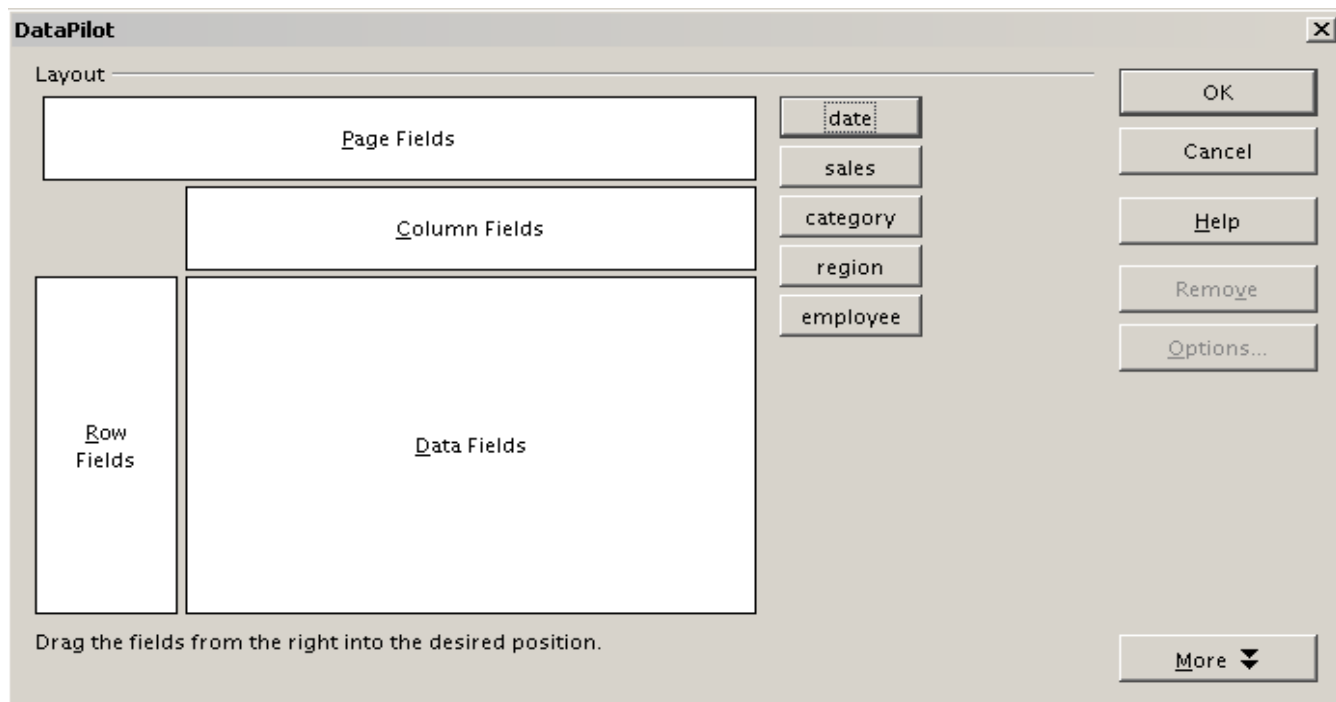 DataPilot
Layout
Page Fields
Column Fields
Row
Fields
Data Fields
date
sales
category
region
employee
OK
Cancel
Help
Remove
Options...
More
Drag the fields from the right into the desired position.